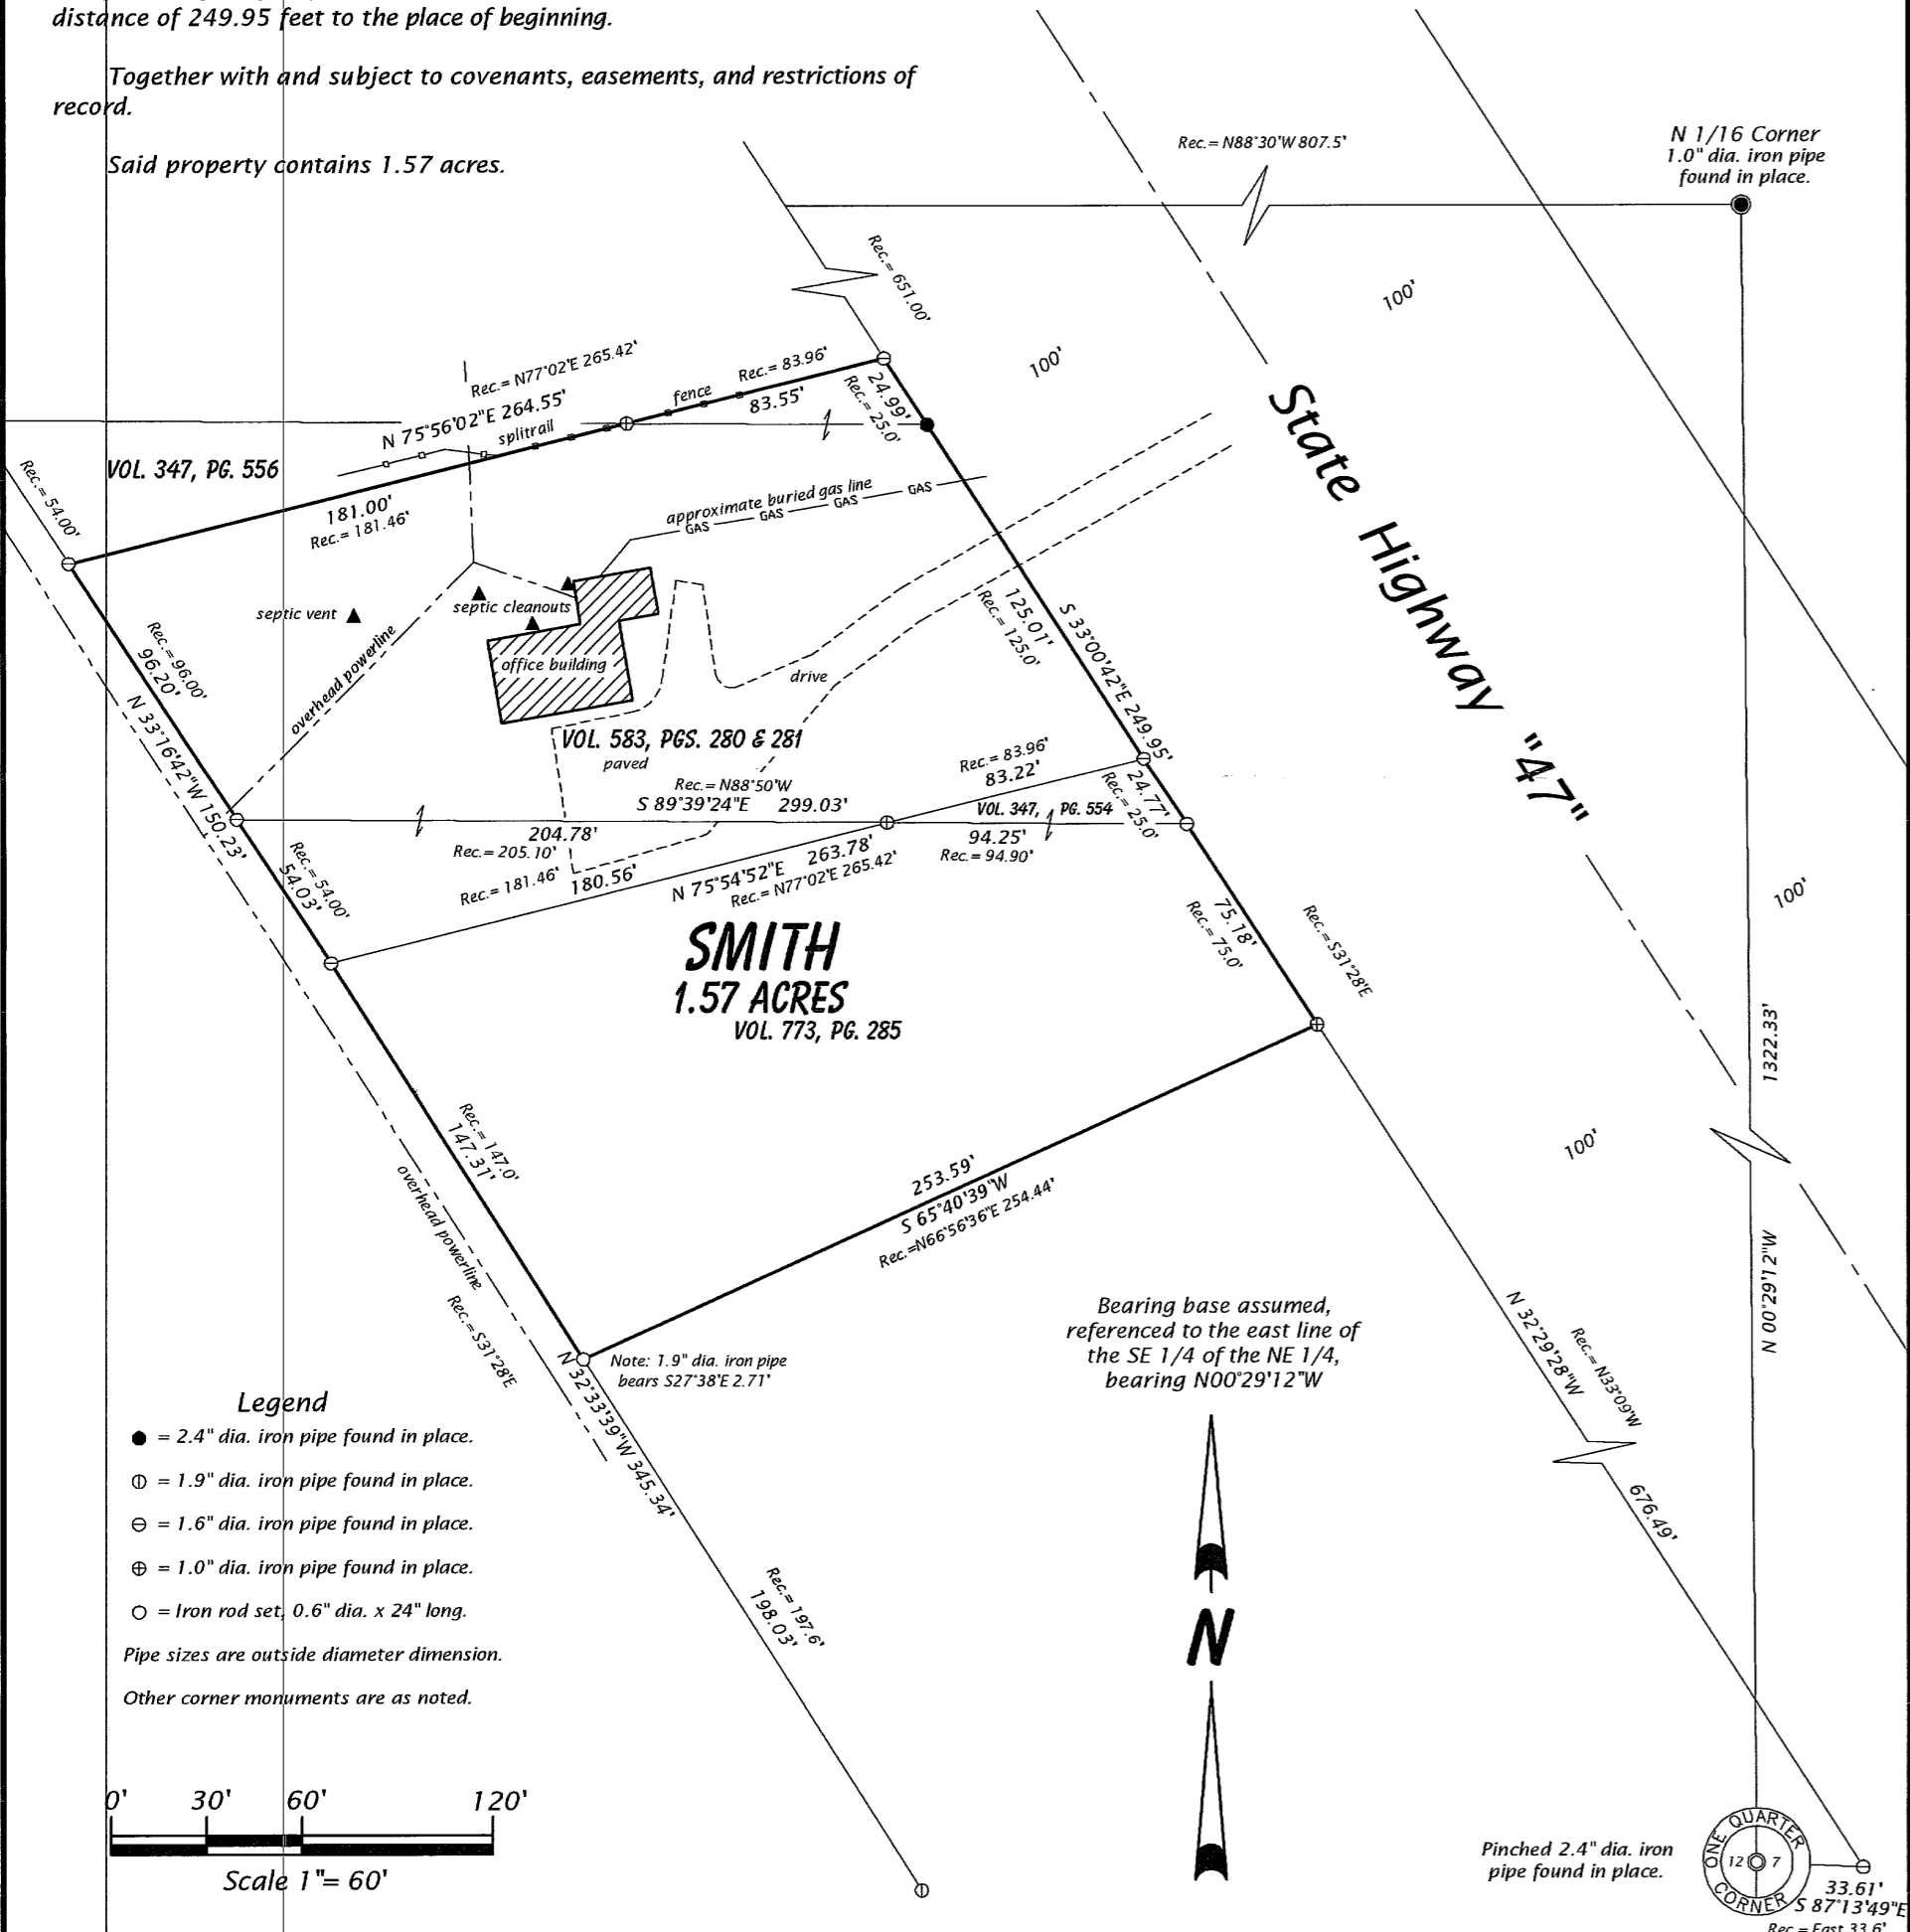 distance of 249.95 feet to the place of beginning.
Together with and subject to covenants, easements, and restrictions of
record.
Said property contains 1.57 acres.
Rec.= N88°30'W 807.5'
N 1/16 Corner
1.0" dia. iron pipe
found in place.
Rec.= 651.00'
100'
100'
State Highway "47"
Rec.= N77°02'E 265.42'
N 75°56'02"E 264.55'
splitrail
fence
Rec.= 83.96'
83.55'
24.99'
Rec.= 25.0'
VOL. 347, PG. 556
Rec.= 54.00'
181.00'
Rec.= 181.46'
approximate buried gas line
GAS
GAS
GAS
GAS
septic vent
septic cleanouts
office building
overhead powerline
drive
125.01'
Rec.= 125.0'
S 33°00'42"E 249.95'
Rec.= 96.00'
96.20'
N 33°16'42"W 150.23'
VOL. 583, PGS. 280 & 281
paved
Rec.= N88°50'W
S 89°39'24"E 299.03'
Rec.= 83.96'
83.22'
24.77'
Rec.= 25.0'
VOL. 347, PG. 554
204.78'
Rec.= 205.10'
94.25'
Rec.= 94.90'
Rec.= 54.00'
54.03'
Rec.= 181.46'
180.56'
N 75°54'52"E 263.78'
Rec.= N77°02'E 265.42'
SMITH
1.57 ACRES
VOL. 773, PG. 285
75.18'
Rec.= 75.0'
Rec.= S31°28'E
100'
1322.33'
100'
Rec.= 147.0'
147.31'
overhead powerline
Rec.= S31°28'E
253.59'
S 65°40'39"W
Rec.=N66°56'36"E 254.44'
N 00°29'12"W
Bearing base assumed,
referenced to the east line of
the SE 1/4 of the NE 1/4,
bearing N00°29'12"W
N 32°29'28"W
Rec.= N33°09'W
676.49'
Note: 1.9" dia. iron pipe
bears S27°38'E 2.71'
N 32°33'39"W 345.34'
Rec.= 197.6'
198.03'
Legend
= 2.4" dia. iron pipe found in place.
= 1.9" dia. iron pipe found in place.
= 1.6" dia. iron pipe found in place.
= 1.0" dia. iron pipe found in place.
= Iron rod set, 0.6" dia. x 24" long.
Pipe sizes are outside diameter dimension.
Other corner monuments are as noted.
N
0' 30' 60' 120'
Scale 1"= 60'
Pinched 2.4" dia. iron
pipe found in place.
ONE QUARTER CORNER
12 7
33.61'
S 87°13'49"E
Rec.= East 33.6'